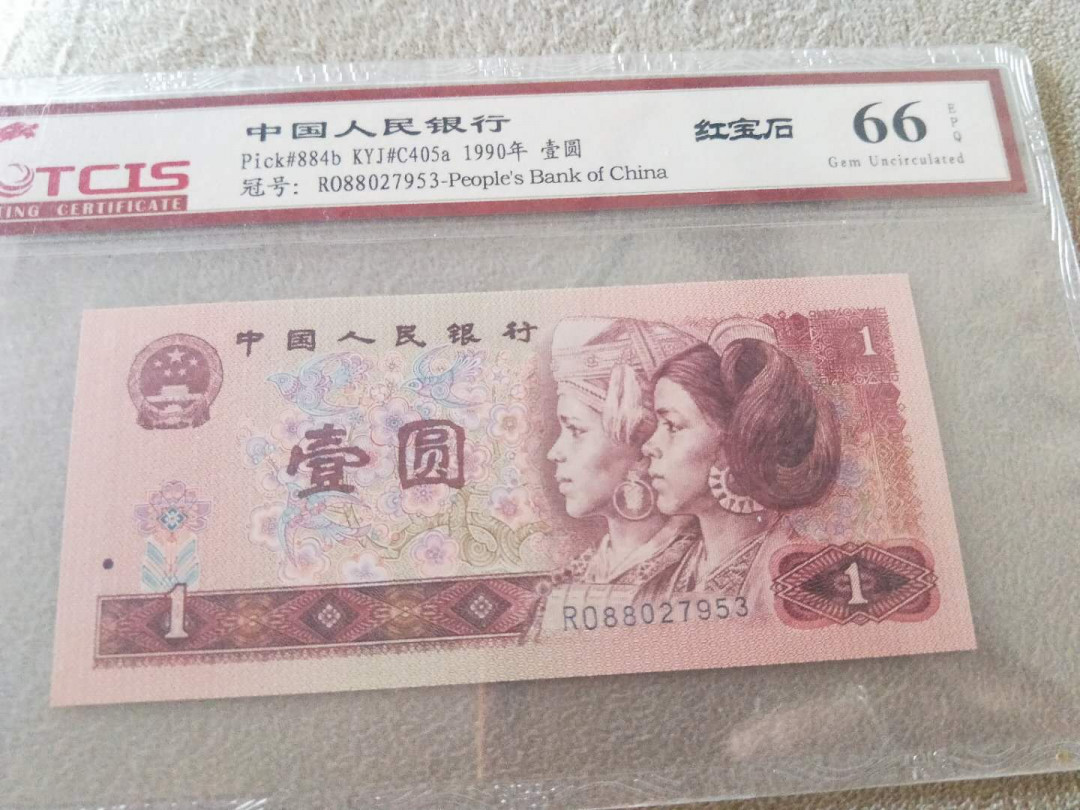 中国人民银行
红宝石
66
EPQ
Gem Uncirculated
Pick#884b KYJ#C405a 1990年 壹圆
冠号: RO88027953-People's Bank of China
TCIS
TING CERTIFICATE
中国人民银行
1
壹圆
1
RO88027953
1